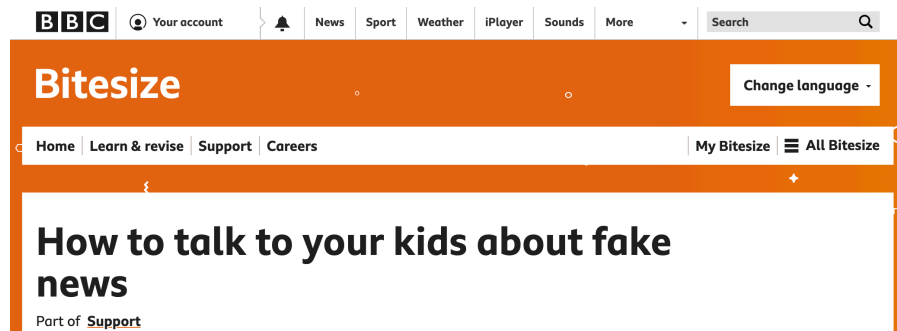 BBC Your account News Sport Weather iPlayer Sounds More Search
Bitesize
Change language
Home Learn & revise Support Careers My Bitesize All Bitesize
How to talk to your kids about fake
news
Part of Support